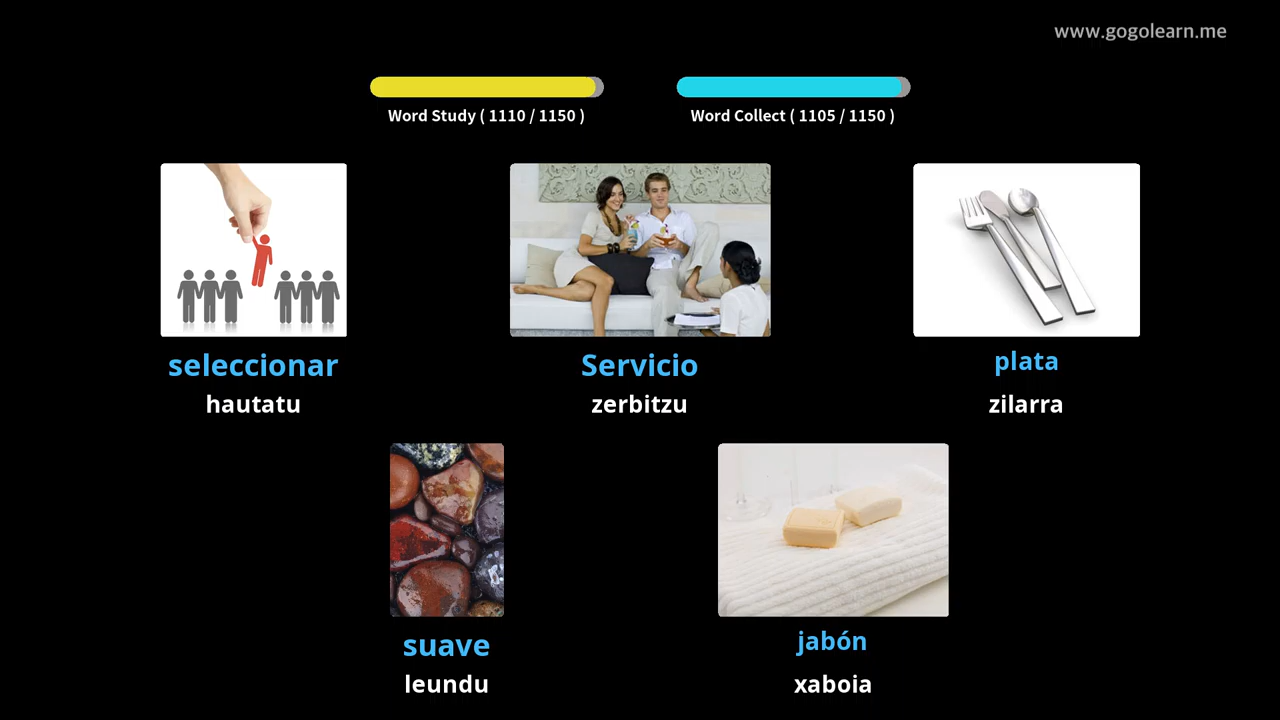 www.gogolearn.me
Word Study ( 1110 / 1150 )
Word Collect ( 1105 / 1150 )
seleccionar
hautatu
Servicio
zerbitzu
plata
zilarra
suave
leundu
jabón
xaboia